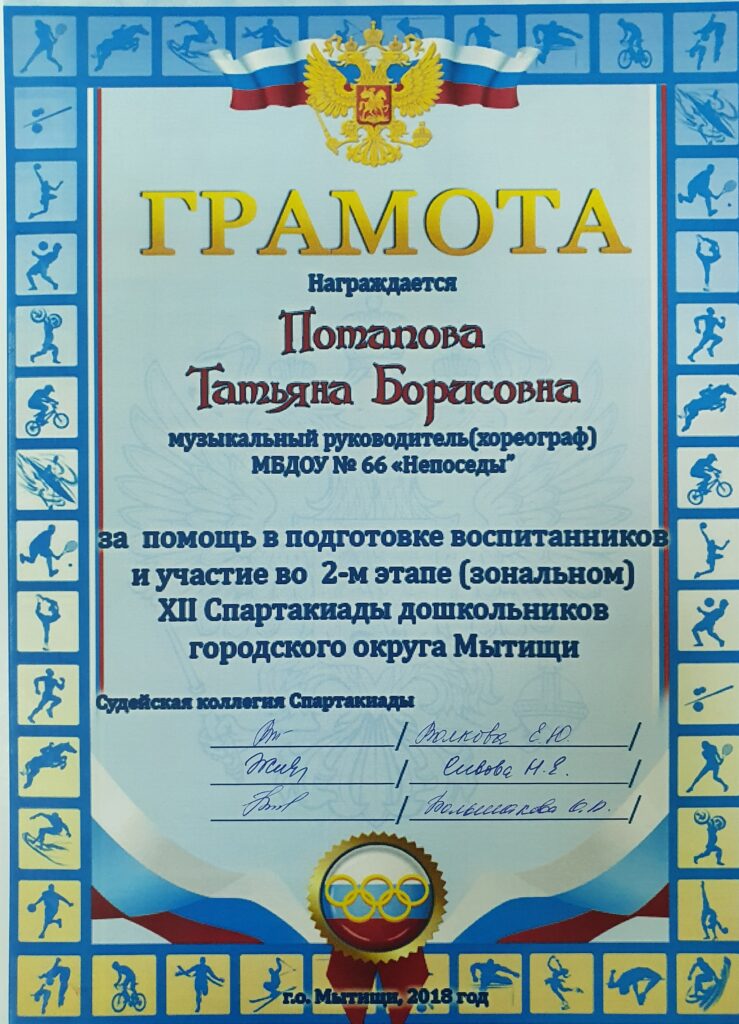 ГРАМОТА
Награждается
Потапова
Татьяна Борисовна
музыкальный руководитель(хореограф)
МБДОУ № 66 «Непоседы”
за помощь в подготовке воспитанников
и участие во 2-м этапе (зональном)
XII Спартакиады дошкольников
городского округа Мытищи
Судейская коллегия Спартакиады
/ Волкова Е.Ю. /
/ Сивова Н.Е. /
/ Большакова /
г.о. Мытищи, 2018 год